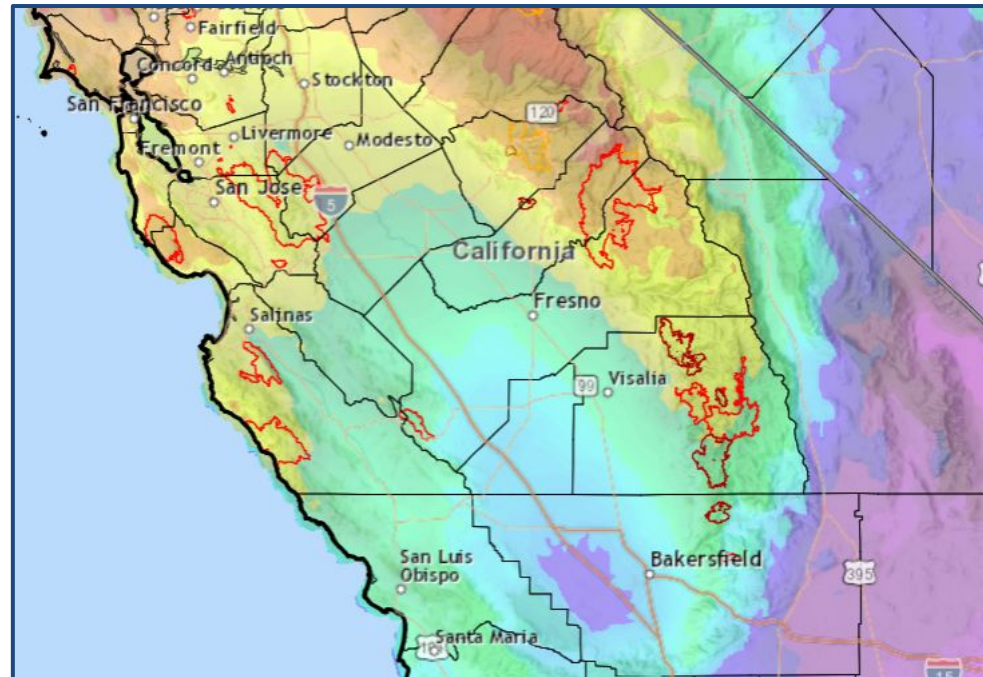 Fairfield
Concord
Antioch
Stockton
San Francisco
120
Livermore
Modesto
Fremont
San Jose
5
California
Fresno
Salinas
99
Visalia
San Luis
Obispo
Bakersfield
395
Santa Maria
15